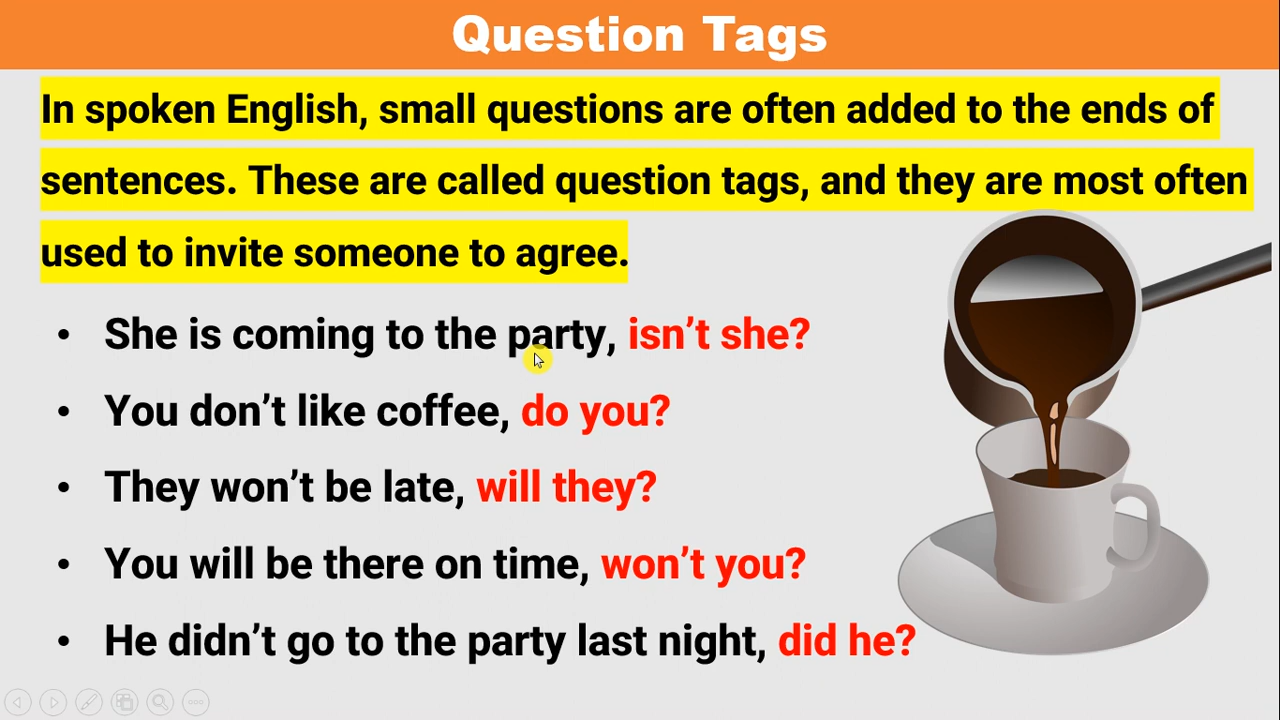 Question Tags
In spoken English, small questions are often added to the ends of
sentences. These are called question tags, and they are most often
used to invite someone to agree.
• She is coming to the party, isn’t she?
• You don’t like coffee, do you?
• They won’t be late, will they?
• You will be there on time, won’t you?
• He didn’t go to the party last night, did he?